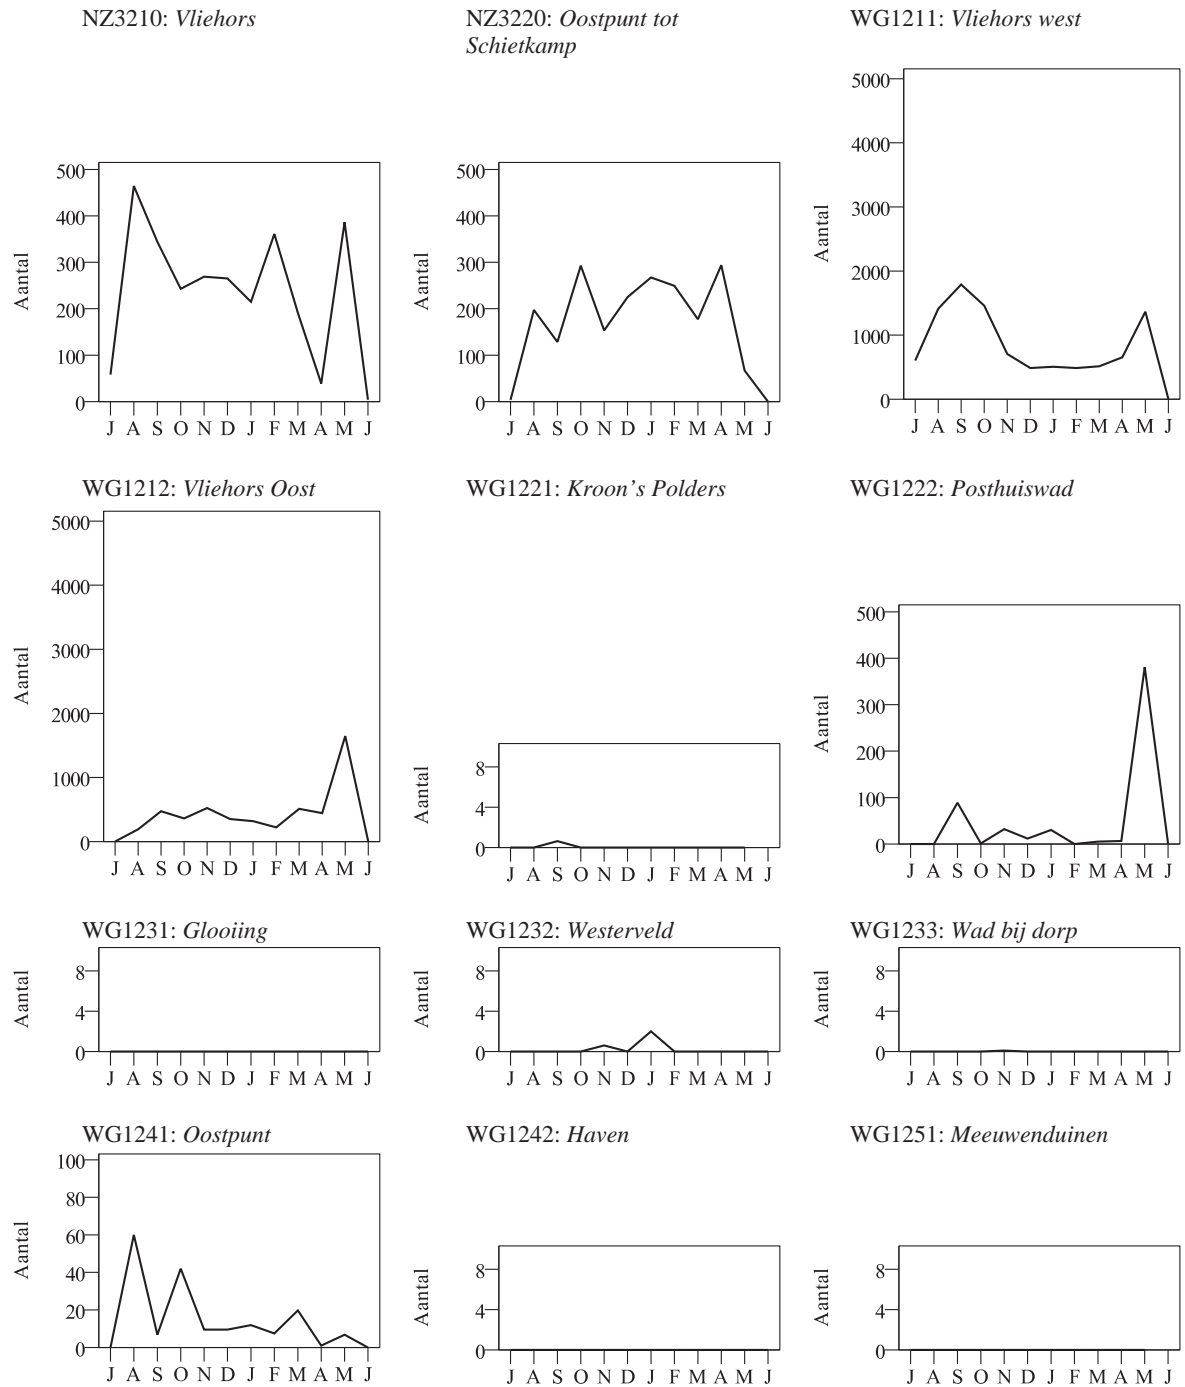 NZ3210: Vliehors
NZ3220: Oostpunt tot
Schietkamp
WG1211: Vliehors west
Aantal
500
400
300
200
100
0
J A S O N D J F M A M J
Aantal
500
400
300
200
100
0
J A S O N D J F M A M J
Aantal
5000
4000
3000
2000
1000
0
J A S O N D J F M A M J
WG1212: Vliehors Oost
WG1221: Kroon's Polders
WG1222: Posthuiswad
Aantal
5000
4000
3000
2000
1000
0
J A S O N D J F M A M J
Aantal
8
4
0
J A S O N D J F M A M J
Aantal
500
400
300
200
100
0
J A S O N D J F M A M J
WG1231: Glooiing
WG1232: Westerveld
WG1233: Wad bij dorp
Aantal
8
4
0
J A S O N D J F M A M J
Aantal
8
4
0
J A S O N D J F M A M J
Aantal
8
4
0
J A S O N D J F M A M J
WG1241: Oostpunt
WG1242: Haven
WG1251: Meeuwenduinen
Aantal
100
80
60
40
20
0
J A S O N D J F M A M J
Aantal
8
4
0
J A S O N D J F M A M J
Aantal
8
4
0
J A S O N D J F M A M J